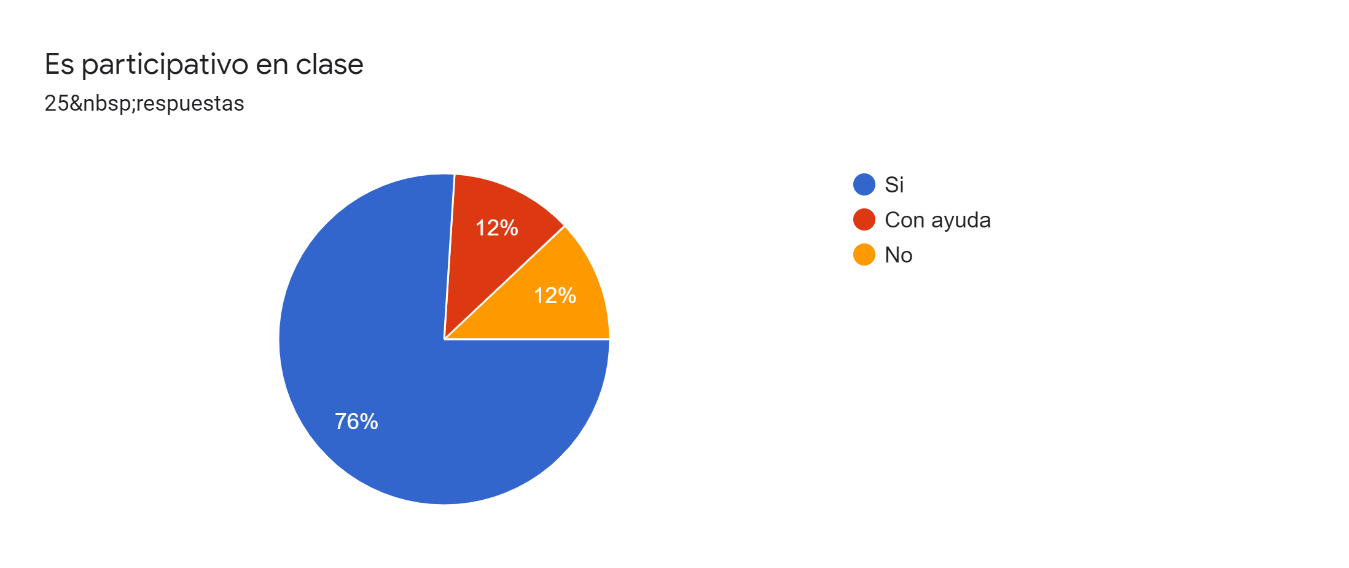 Es participativo en clase
25&nbsp;respuestas
Si
Con ayuda
No
12%
12%
76%